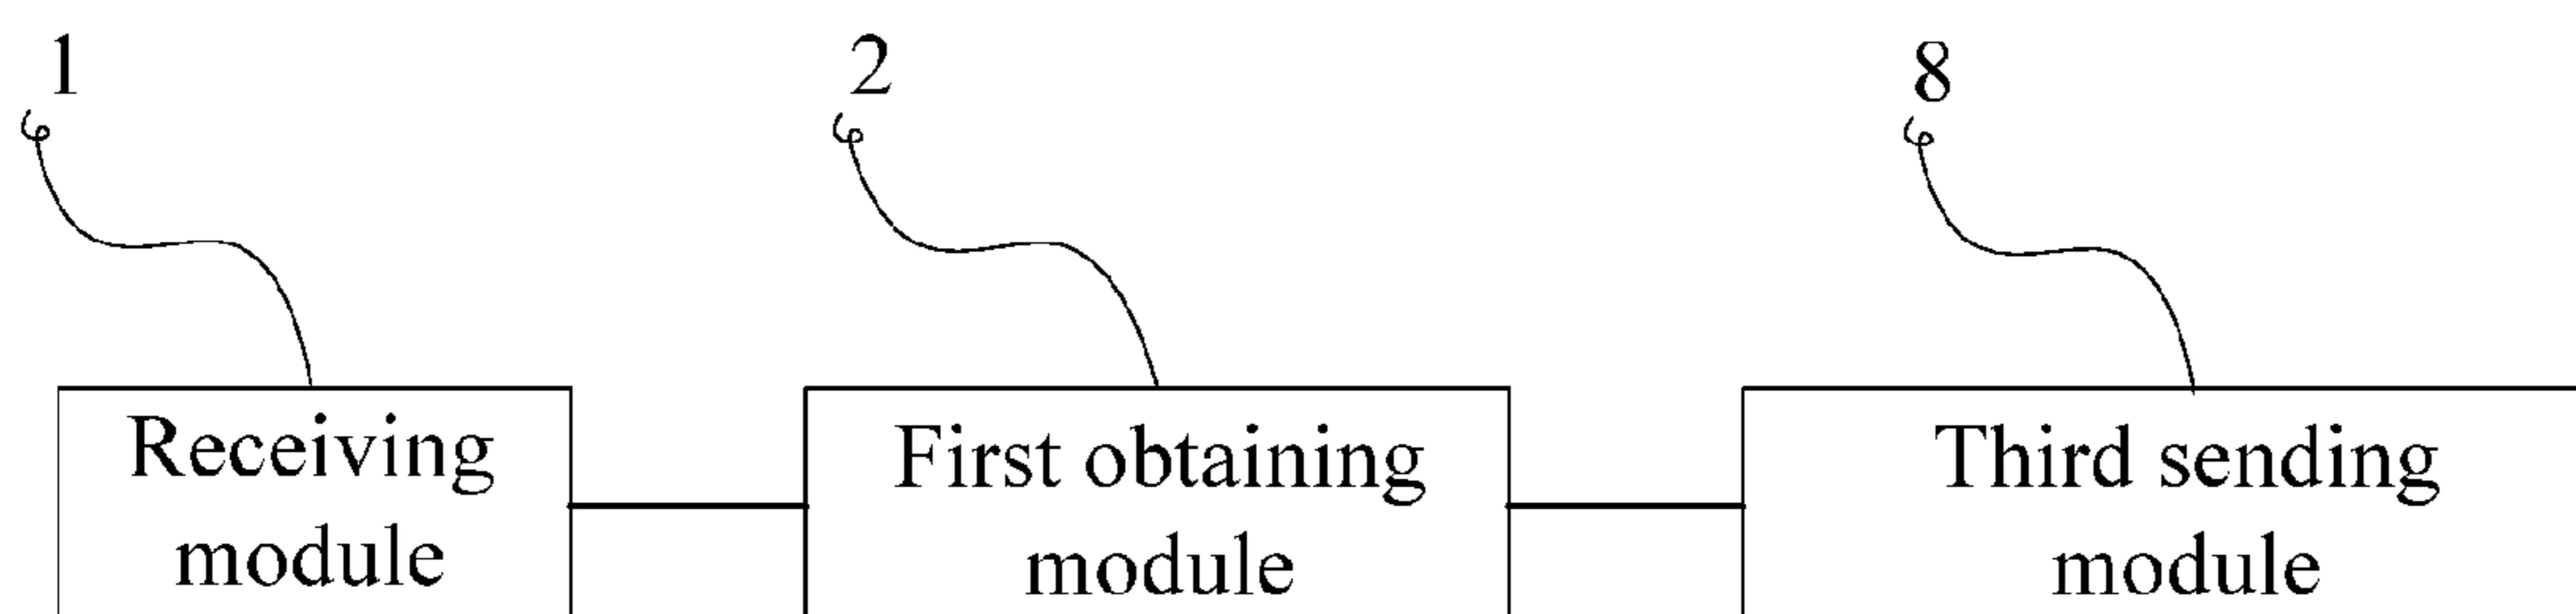 1
2
8
Receiving
module
First obtaining
module
Third sending
module